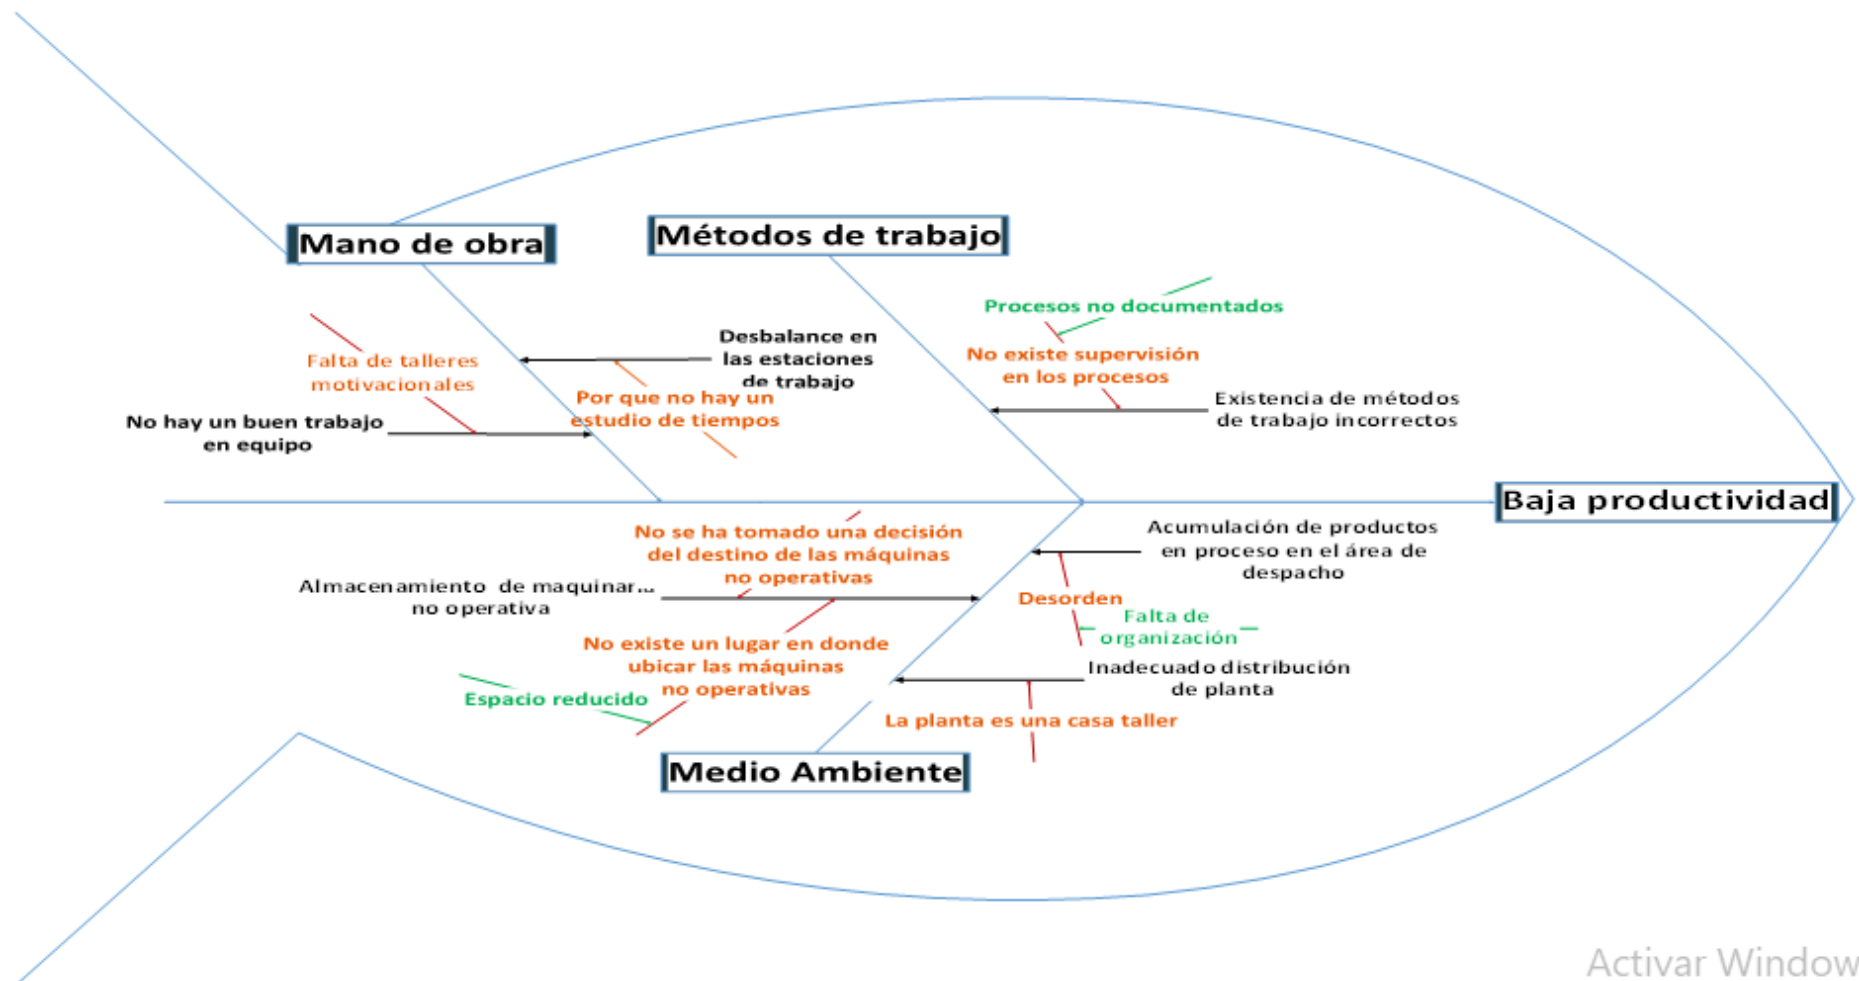 Mano de obra
Métodos de trabajo
Procesos no documentados
No existe supervisión
en los procesos
Existencia de métodos
de trabajo incorrectos
Desbalance en
las estaciones
de trabajo
Por que no hay un
estudio de tiempos
Falta de talleres
motivacionales
No hay un buen trabajo
en equipo
Baja productividad
No se ha tomado una decisión
del destino de las máquinas
no operativas
Almacenamiento de
no operativa
No existe un lugar en donde
ubicar las máquinas
no operativas
Espacio reducido
Acumulación de productos
en proceso en el área de
despacho
Desorden
Falta de
organización
Inadecuado distribución
de planta
La planta es una casa taller
Medio Ambiente
Activar Window